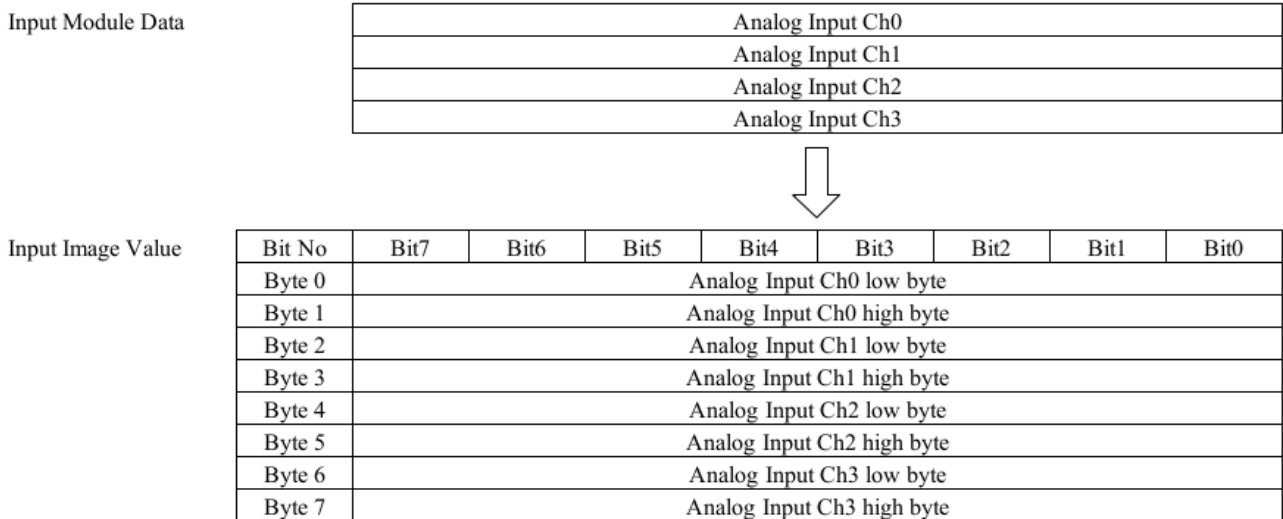 Input Module Data Analog Input Ch0
Analog Input Ch1
Analog Input Ch2
Analog Input Ch3
Input Image Value Bit No Bit7 Bit6 Bit5 Bit4 Bit3 Bit2 Bit1 Bit0
Byte 0 Analog Input Ch0 low byte
Byte 1 Analog Input Ch0 high byte
Byte 2 Analog Input Ch1 low byte
Byte 3 Analog Input Ch1 high byte
Byte 4 Analog Input Ch2 low byte
Byte 5 Analog Input Ch2 high byte
Byte 6 Analog Input Ch3 low byte
Byte 7 Analog Input Ch3 high byte